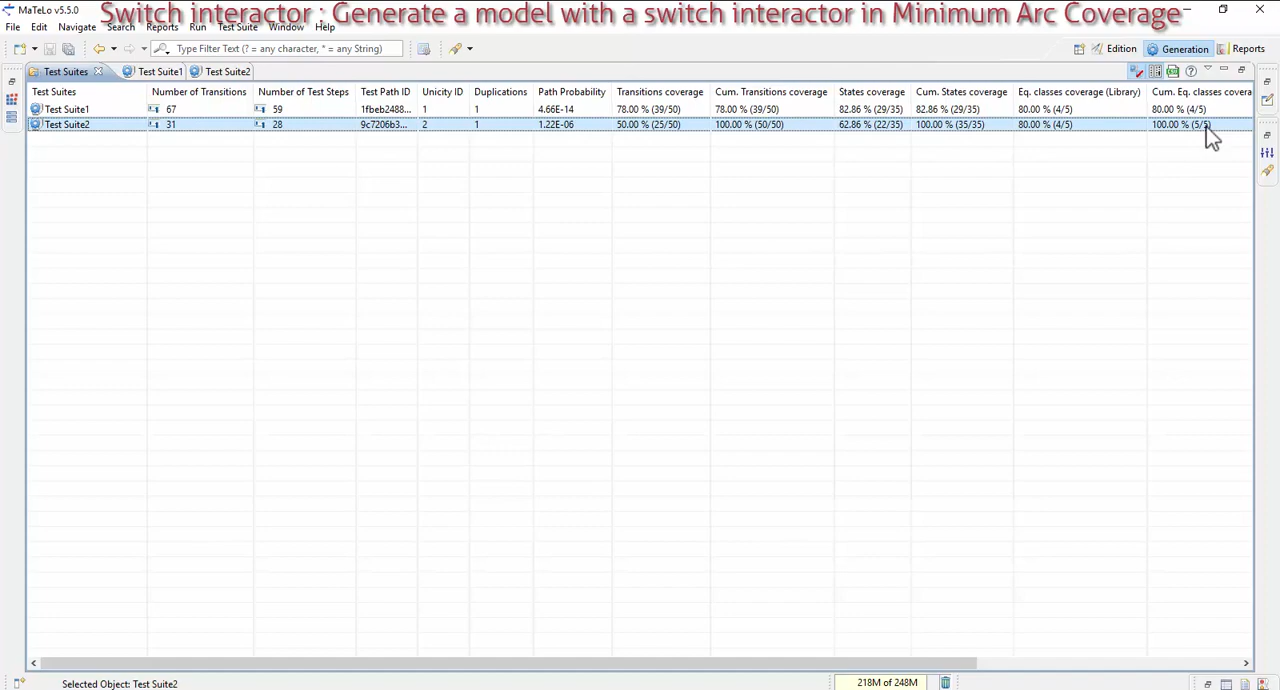 MaTeLo v5.5.0
Switch interactor : Generate a model with a switch interactor in Minimum Arc Coverage
File Edit Navigate Search Reports Run Test Suite Window Help
Type Filter Text (? = any character, * = any String)
Edition Generation Reports
Test Suites Test Suite1 Test Suite2
Test Suites Number of Transitions Number of Test Steps Test Path ID Unicity ID Duplications Path Probability Transitions coverage Cum. Transitions coverage States coverage Cum. States coverage Eq. classes coverage (Library) Cum. Eq. classes covera
Test Suite1 67 59 1fbeb2488... 1 1 4.66E-14 78.00 % (39/50) 78.00 % (39/50) 82.86 % (29/35) 82.86 % (29/35) 80.00 % (4/5) 80.00 % (4/5)
Test Suite2 31 28 9c7206b3... 2 1 1.22E-06 50.00 % (25/50) 100.00 % (50/50) 62.86 % (22/35) 100.00 % (35/35) 80.00 % (4/5) 100.00 % (5/5)
Selected Object: Test Suite2
218M of 248M